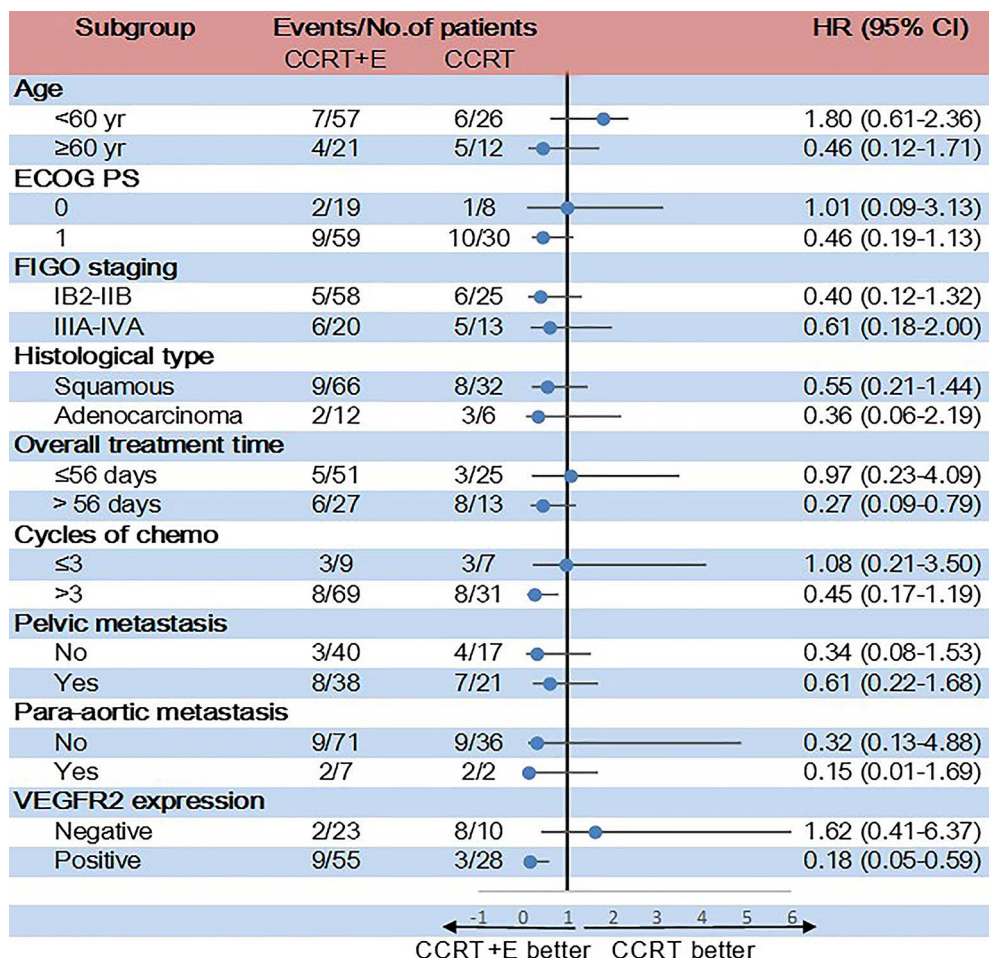 Subgroup Events/No.of patients HR (95% CI)
CCRT+E CCRT
Age
<60 yr 7/57 6/26 1.80 (0.61-2.36)
≥60 yr 4/21 5/12 0.46 (0.12-1.71)
ECOG PS
0 2/19 1/8 1.01 (0.09-3.13)
1 9/59 10/30 0.46 (0.19-1.13)
FIGO staging
IB2-IIB 5/58 6/25 0.40 (0.12-1.32)
IIIA-IVA 6/20 5/13 0.61 (0.18-2.00)
Histological type
Squamous 9/66 8/32 0.55 (0.21-1.44)
Adenocarcinoma 2/12 3/6 0.36 (0.06-2.19)
Overall treatment time
≤56 days 5/51 3/25 0.97 (0.23-4.09)
> 56 days 6/27 8/13 0.27 (0.09-0.79)
Cycles of chemo
≤3 3/9 3/7 1.08 (0.21-3.50)
>3 8/69 8/31 0.45 (0.17-1.19)
Pelvic metastasis
No 3/40 4/17 0.34 (0.08-1.53)
Yes 8/38 7/21 0.61 (0.22-1.68)
Para-aortic metastasis
No 9/71 9/36 0.32 (0.13-4.88)
Yes 2/7 2/2 0.15 (0.01-1.69)
VEGFR2 expression
Negative 2/23 8/10 1.62 (0.41-6.37)
Positive 9/55 3/28 0.18 (0.05-0.59)
-1 0 1 2 3 4 5 6
CCRT+E better CCRT better